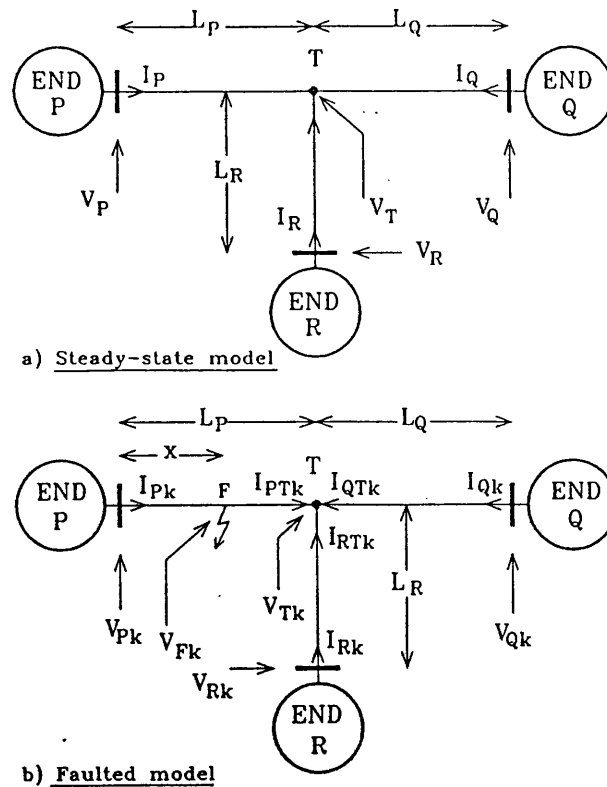 L_P L_Q
T
END P I_P I_Q END Q
L_R
V_P I_R V_T V_Q
V_R
END R
a) Steady-state model
L_P L_Q
x T
END P I_Pk F I_PTk I_QTk I_Qk END Q
I_RTk
L_R
V_Tk
V_Pk V_Fk I_Rk V_Qk
V_Rk
END R
b) Faulted model